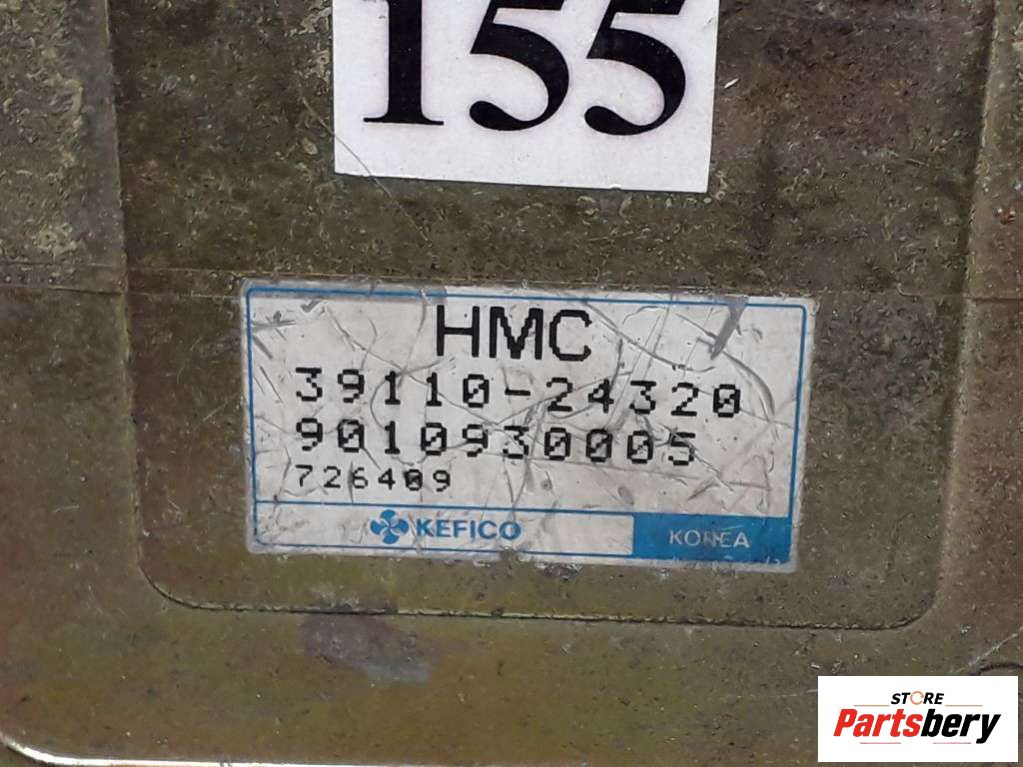 155
HMC
39110-24320
9010930005
726409
KEFICO KOREA
STORE
Partsbery